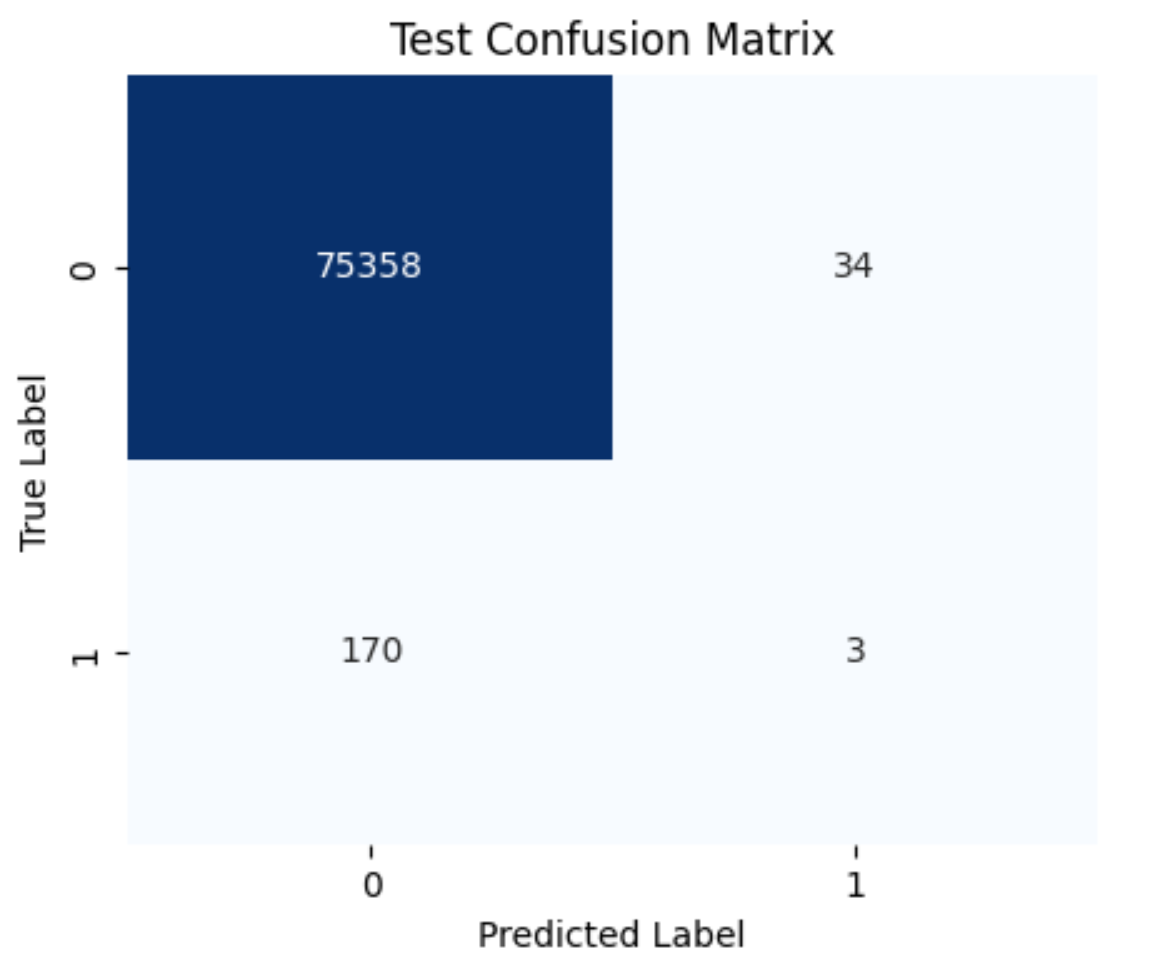 Test Confusion Matrix
0
75358
34
True Label
1
170
3
0
1
Predicted Label